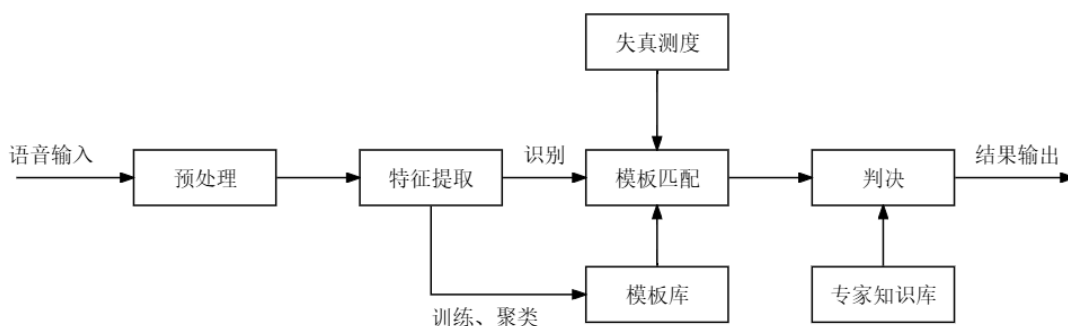 失真测度
语音输入
预处理
特征提取
识别
模板匹配
判决
结果输出
训练、聚类
模板库
专家知识库